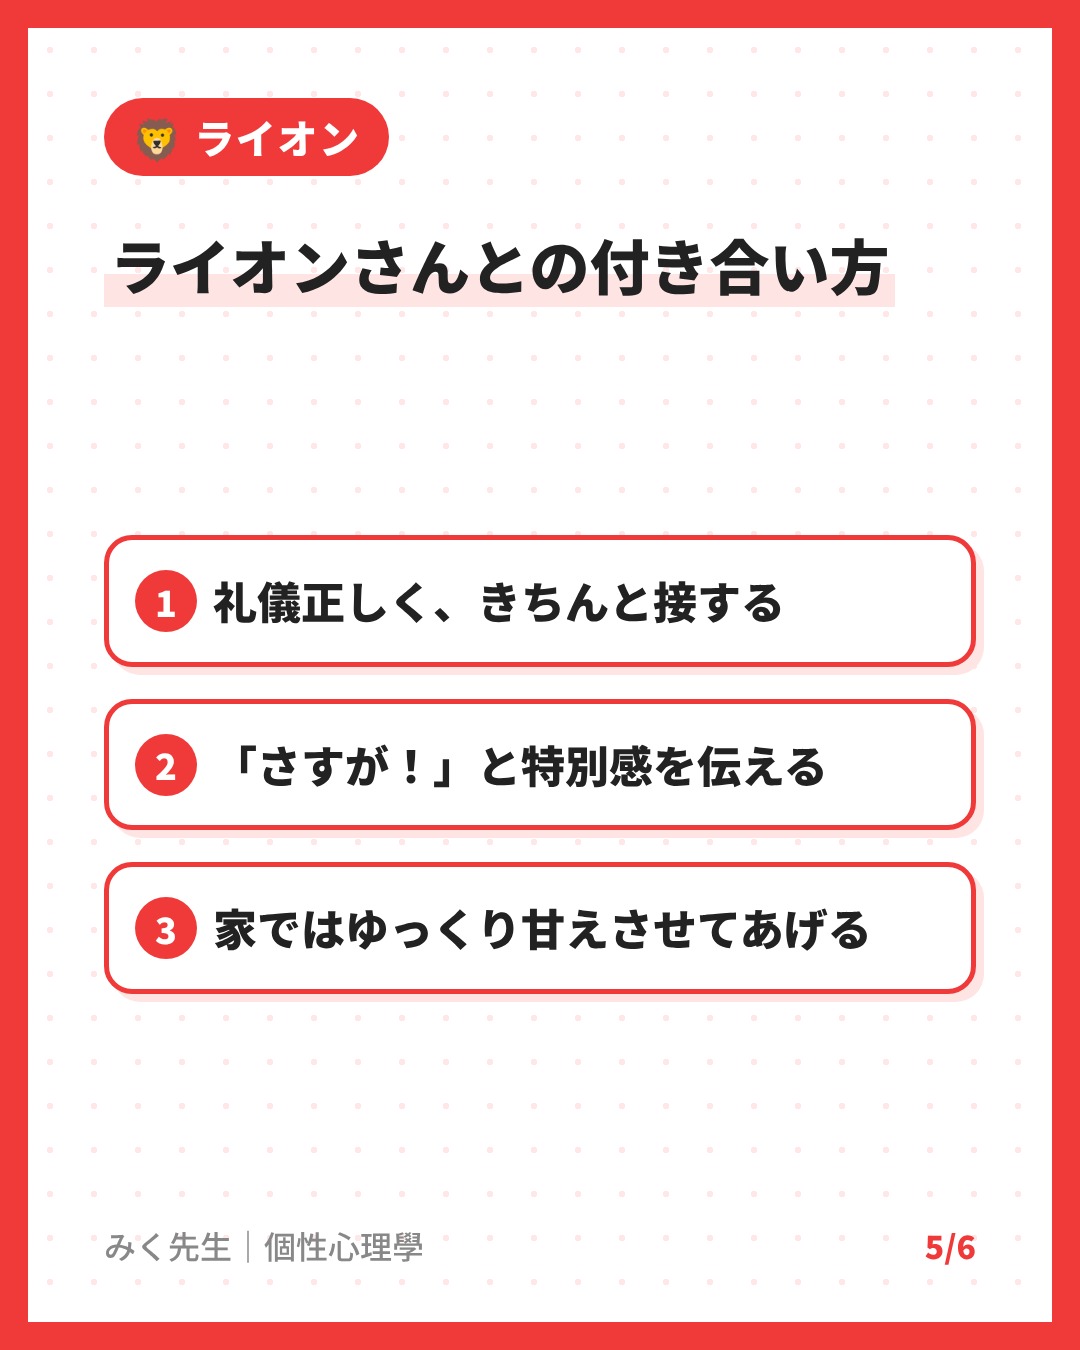 🦁 ライオン
ライオンさんとの付き合い方
1 礼儀正しく、きちんと接する
2 「さすが！」と特別感を伝える
3 家ではゆっくり甘えさせてあげる
みく先生｜個性心理學
5/6